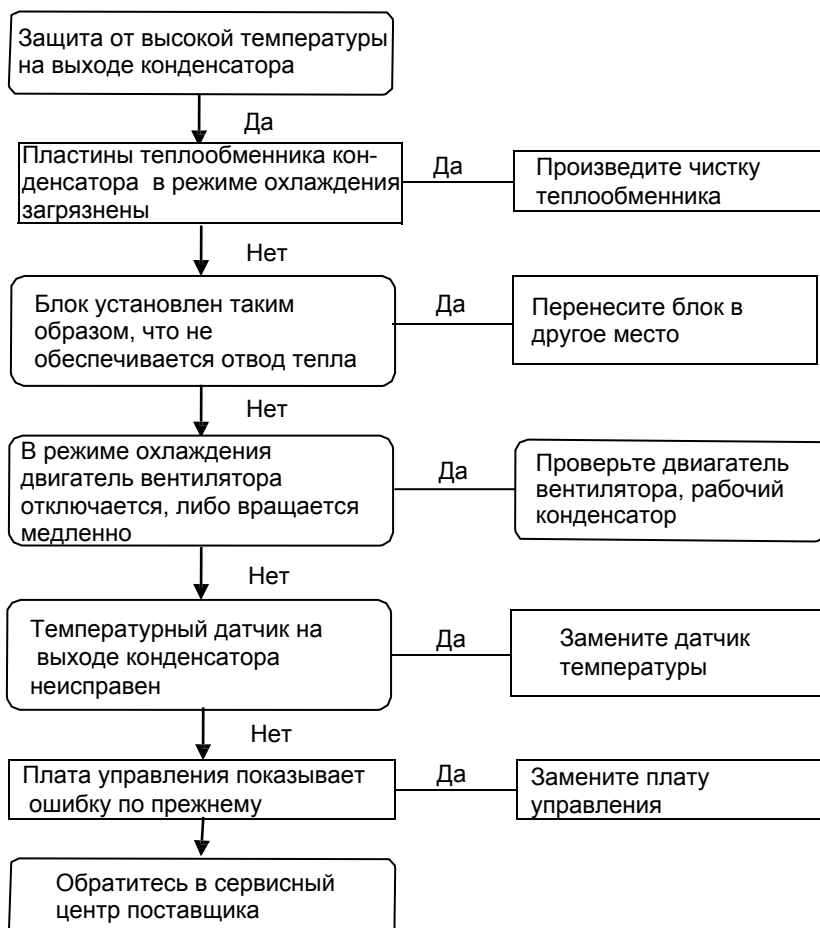 Защита от высокой температуры
на выходе конденсатора
Да
Пластины теплообменника кон-
денсатора в режиме охлаждения
загрязнены
Да
Произведите чистку
теплообменника
Нет
Блок установлен таким
образом, что не
обеспечивается отвод тепла
Да
Перенесите блок в
другое место
Нет
В режиме охлаждения
двигатель вентилятора
отключается, либо вращается
медленно
Да
Проверьте двиагатель
вентилятора, рабочий
конденсатор
Нет
Температурный датчик на
выходе конденсатора
неисправен
Да
Замените датчик
температуры
Нет
Плата управления показывает
ошибку по прежнему
Да
Замените плату
управления
Обратитесь в сервисный
центр поставщика